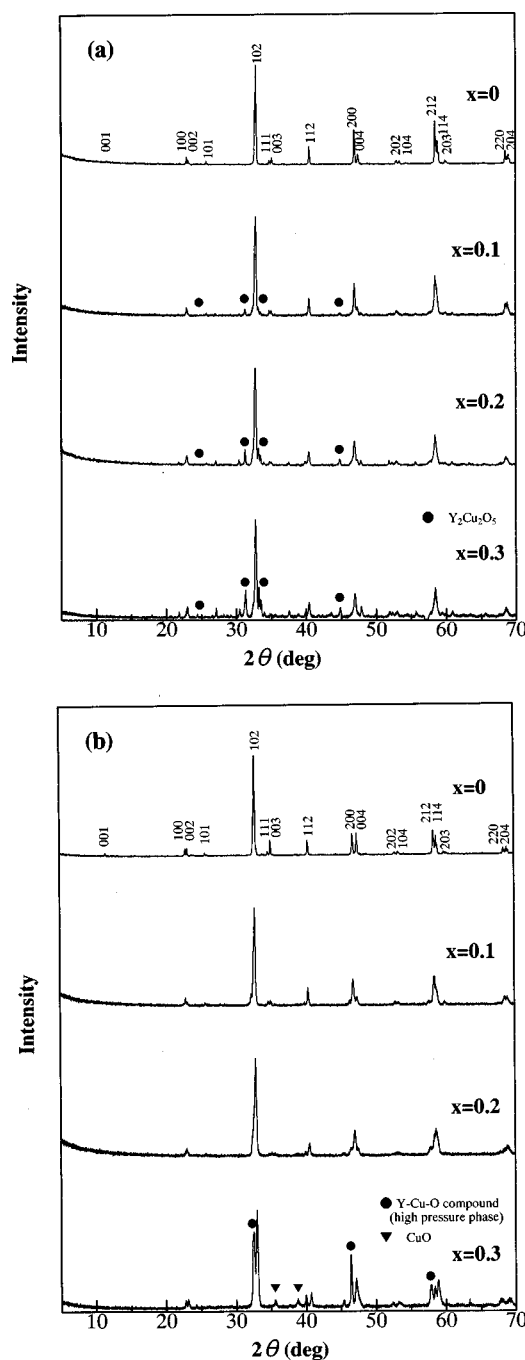 (a)
102
x=0
001
100
002
101
111
003
112
200
004
202
104
212
114
203
220
204
x=0.1
Intensity
x=0.2
Y₂Cu₂O₅
x=0.3
10 20 30 40 50 60 70
2θ (deg)
(b)
102
x=0
001
100
002
101
111
003
112
200
004
202
104
212
114
203
220
204
x=0.1
Intensity
x=0.2
Y-Cu-O compound
(high pressure phase)
CuO
x=0.3
10 20 30 40 50 60 70
2θ (deg)